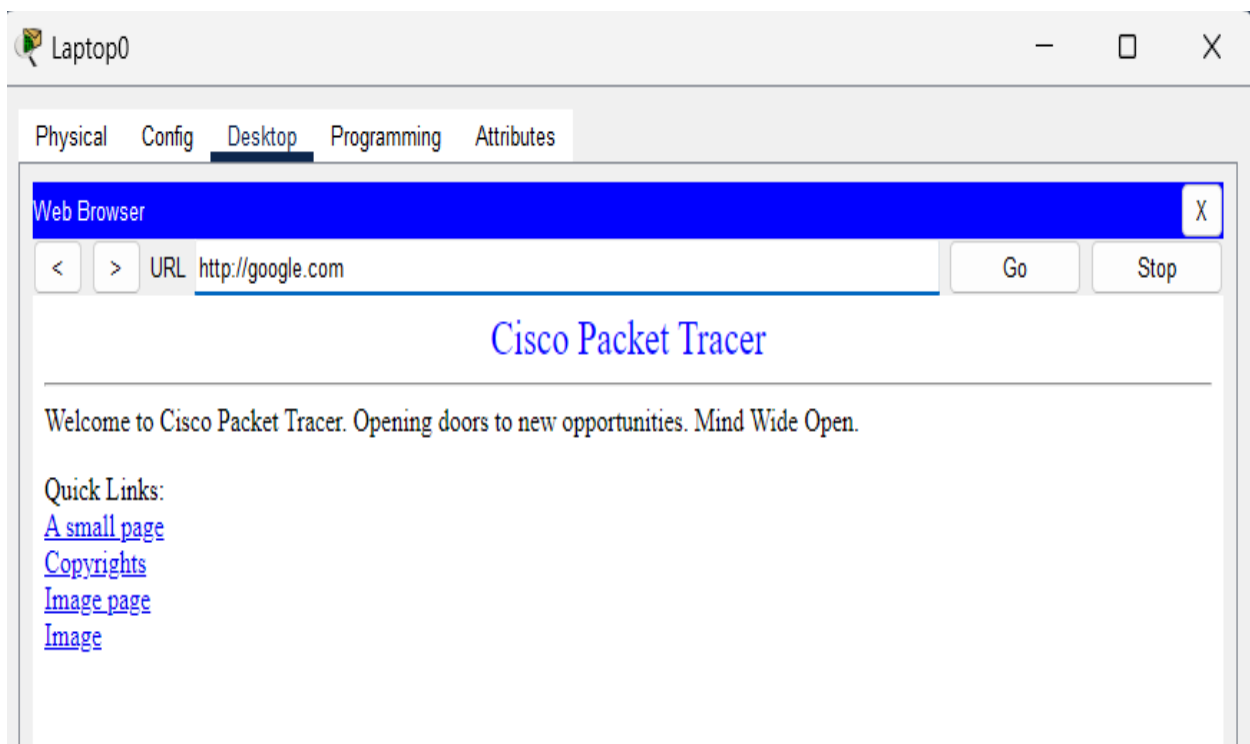 Laptop0
Physical Config Desktop Programming Attributes
Web Browser X
< > URL http://google.com Go Stop
Cisco Packet Tracer
Welcome to Cisco Packet Tracer. Opening doors to new opportunities. Mind Wide Open.
Quick Links:
A small page
Copyrights
Image page
Image